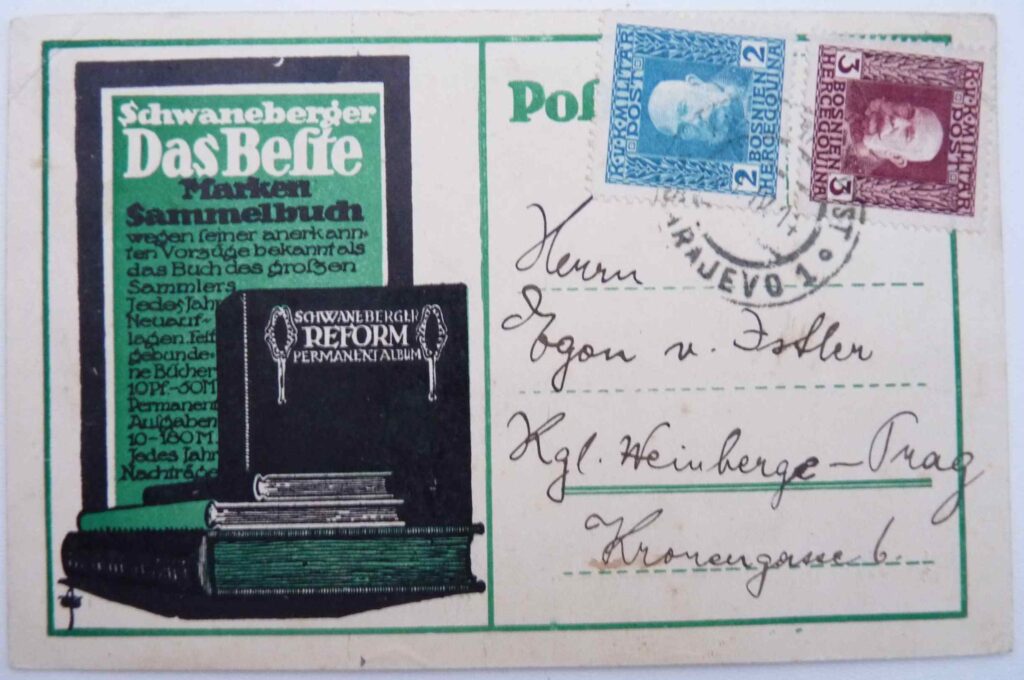 Schwaneberger
Das Beste
Marken
Sammelbuch
wegen seiner anerkann-
ten Vorzüge bekannt als
das Buch des großen
Sammlers
Jedes Jahr
Neuauf-
lagen Fest
gebunde-
ne Bücher
10 Pf.-50M
Permanent
Aufgaben
10-180 M.
Jedes Jahr
Nachträge
SCHWANEBERGER
REFORM
PERMANENT ALBUM
Pos
K.u.K. MILITÄR
POST
2 2
BOSNIEN
HERCEGOVINA
3 3
BOSNIEN
HERCEGOVINA
K.u.K. MILITÄR
POST
SARAJEVO 1
Herrn
Egon v. Istler
Kgl. Weinberge - Prag
Kronengasse 6.